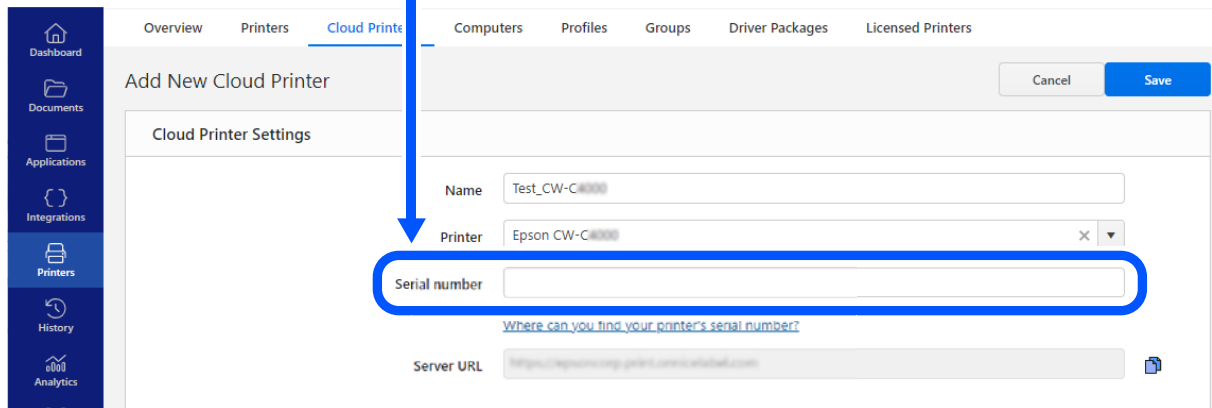 Overview Printers Cloud Printe Computers Profiles Groups Driver Packages Licensed Printers
Dashboard
Documents
Applications
Integrations
Printers
History
Analytics
Add New Cloud Printer
Cancel Save
Cloud Printer Settings
Name Test_CW-C4000
Printer Epson CW-C4000
Serial number
Where can you find your printer's serial number?
Server URL